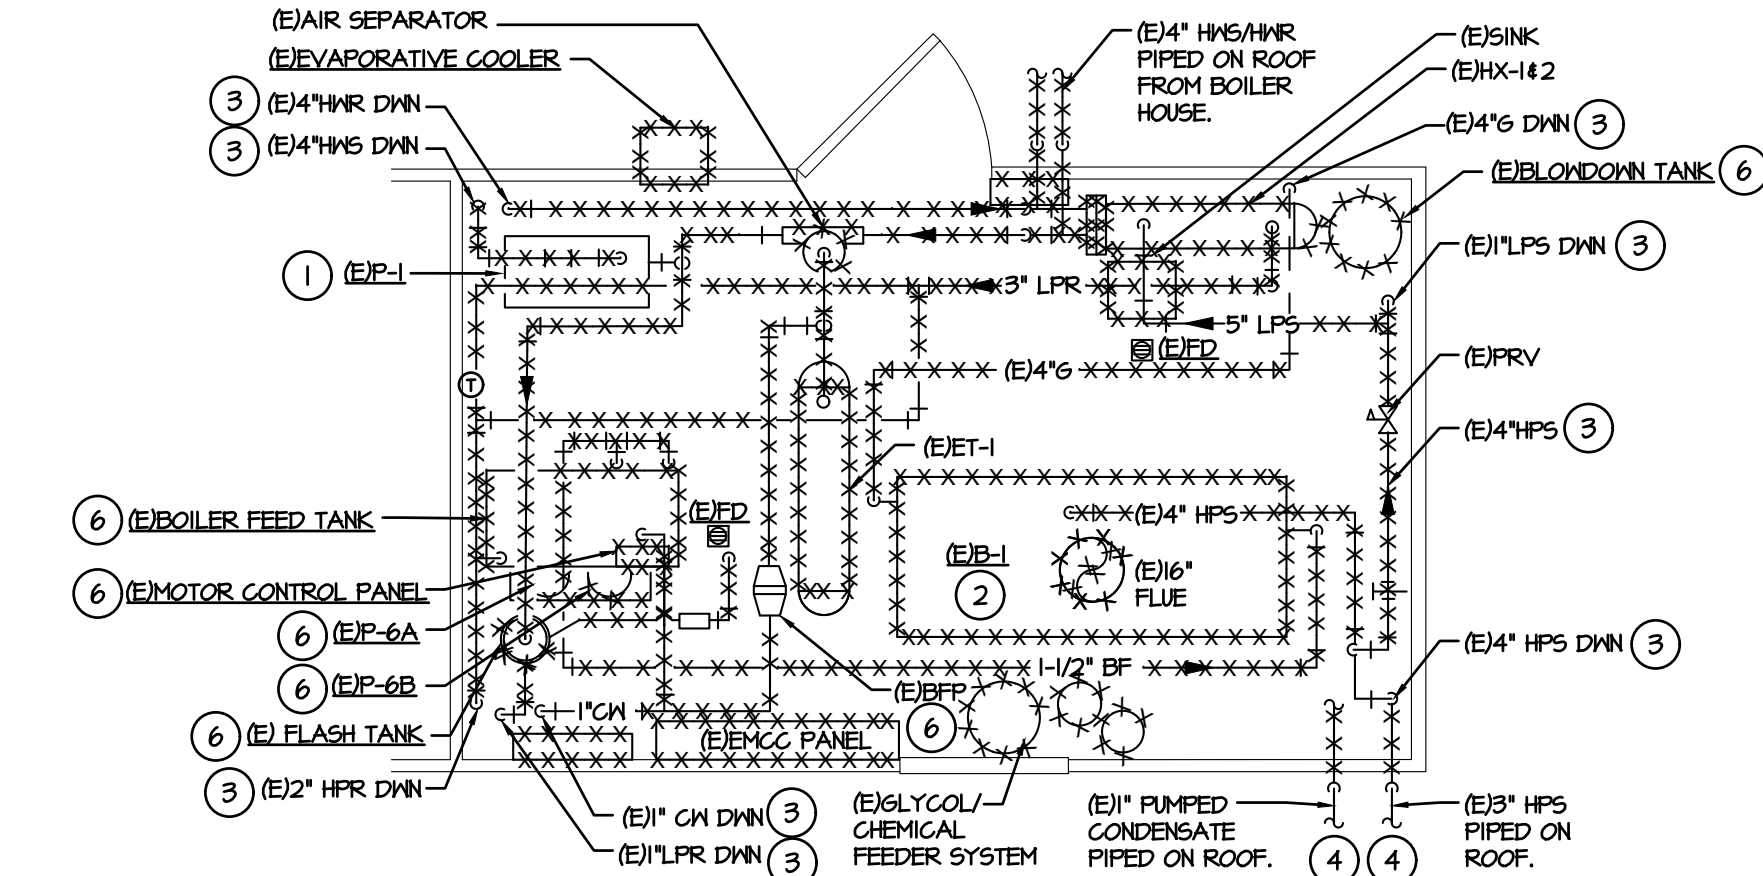 (E)AIR SEPARATOR
(E)EVAPORATIVE COOLER
3 (E)4"HWR DWN
3 (E)4"HWS DWN
(E)4" HWS/HWR
PIPED ON ROOF
FROM BOILER
HOUSE.
(E)SINK
(E)HX-1&2
(E)4"G DWN 3
(E)BLOWDOWN TANK 6
(E)1"LPS DWN 3
1 (E)P-1
3" LPR
5" LPS
(E)FD
(E)4"G
(E)PRV
(E)4"HPS 3
T
(E)ET-1
6 (E)BOILER FEED TANK
(E)FD
(E)4" HPS
(E)B-1
2
(E)16"
FLUE
6 (E)MOTOR CONTROL PANEL
6 (E)P-6A
6 (E)P-6B
(E)4" HPS DWN 3
1-1/2" BF
(E)BFP
6
1"CW
(E)EMCC PANEL
6 (E) FLASH TANK
3 (E)2" HPR DWN
(E)1" CW DWN 3
(E)1"LPR DWN 3
(E)GLYCOL/
CHEMICAL
FEEDER SYSTEM
(E)1" PUMPED
CONDENSATE
PIPED ON ROOF.
4
4
(E)3" HPS
PIPED ON
ROOF.